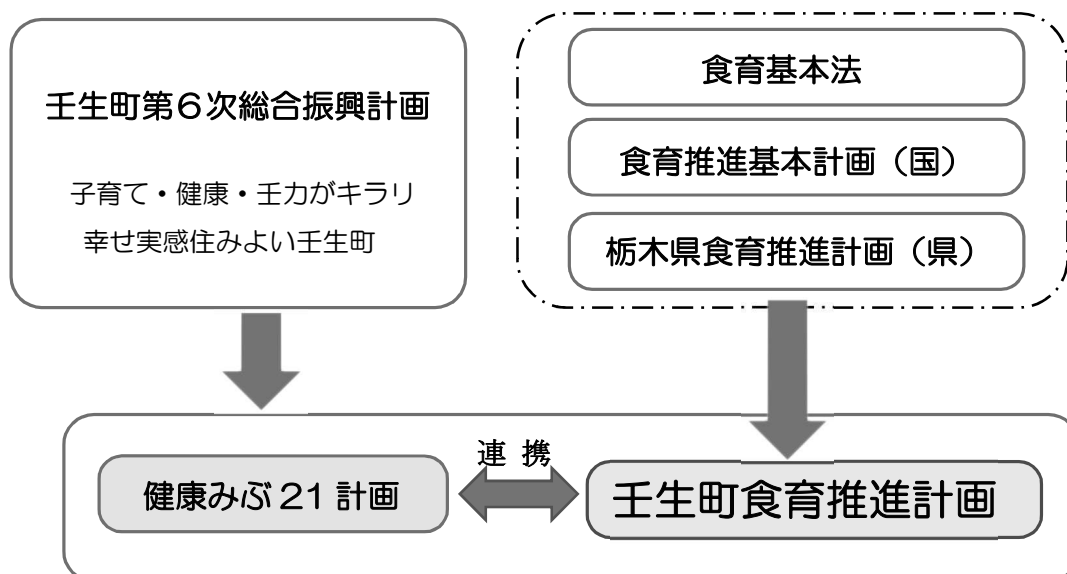 壬生町第6次総合振興計画
子育て・健康・壬力がキラリ
幸せ実感住みよい壬生町
食育基本法
食育推進基本計画（国）
栃木県食育推進計画（県）
連 携
健康みぶ 21 計画
壬生町食育推進計画